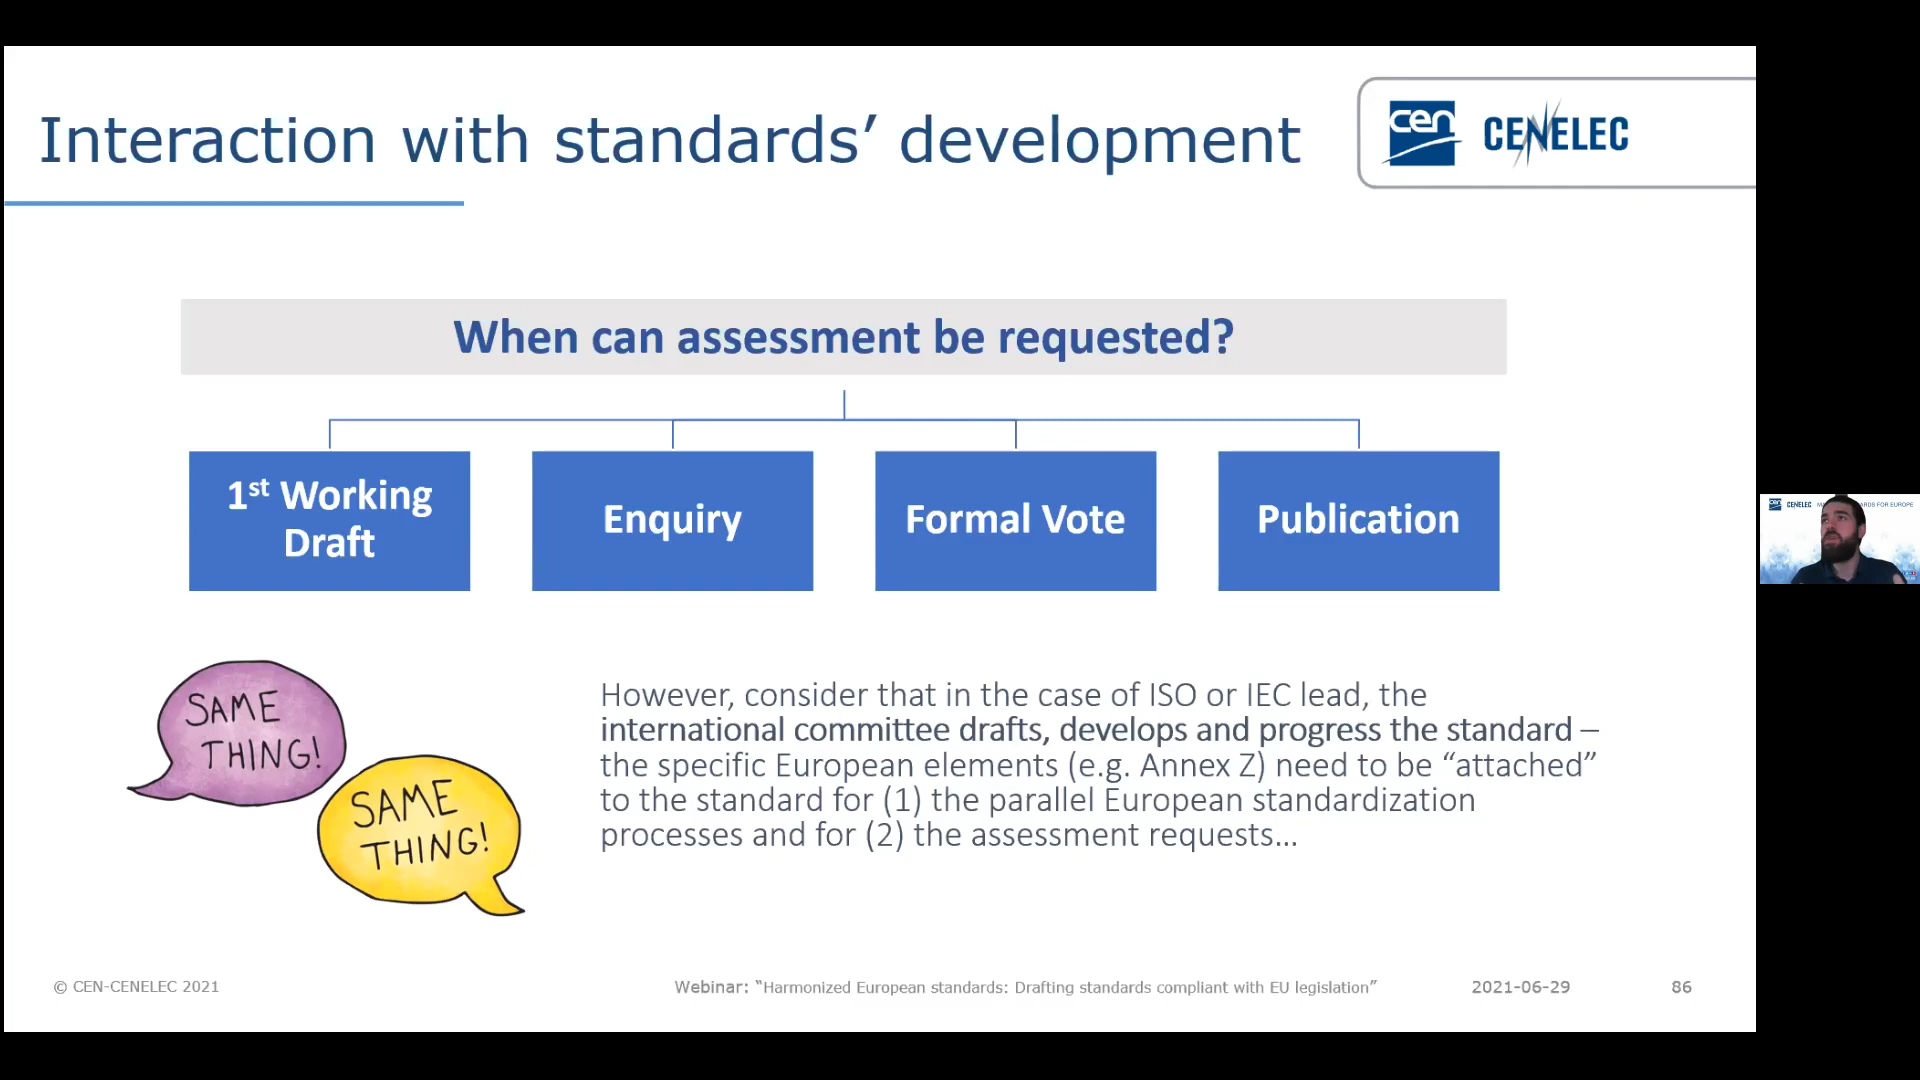 Interaction with standards’ development
cen
CENELEC
When can assessment be requested?
1st Working
Draft
Enquiry
Formal Vote
Publication
SAME
THING!
SAME
THING!
However, consider that in the case of ISO or IEC lead, the
international committee drafts, develops and progress the standard –
the specific European elements (e.g. Annex Z) need to be “attached”
to the standard for (1) the parallel European standardization
processes and for (2) the assessment requests…
© CEN-CENELEC 2021
Webinar: “Harmonized European standards: Drafting standards compliant with EU legislation”
2021-06-29
86
CENELEC
ARDS FOR EUROPE